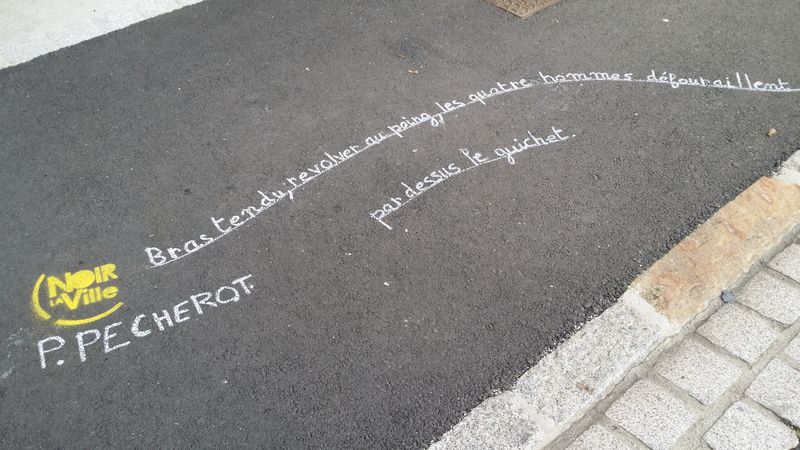 Bras tendu, revolver au poing, les quatre hommes défouraillent
par dessus le guichet.
NOIR
LA Ville
P. PECHEROT.